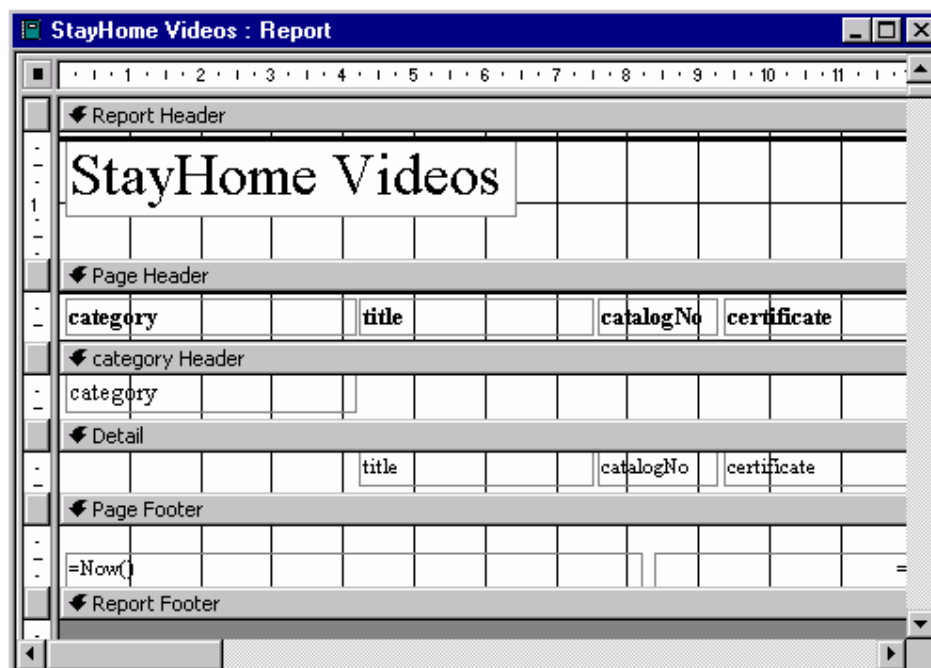 StayHome Videos : Report
1 2 3 4 5 6 7 8 9 10 11
Report Header
StayHome Videos
1
Page Header
category title catalogNo certificate
category Header
category
Detail
title catalogNo certificate
Page Footer
=Now() =
Report Footer